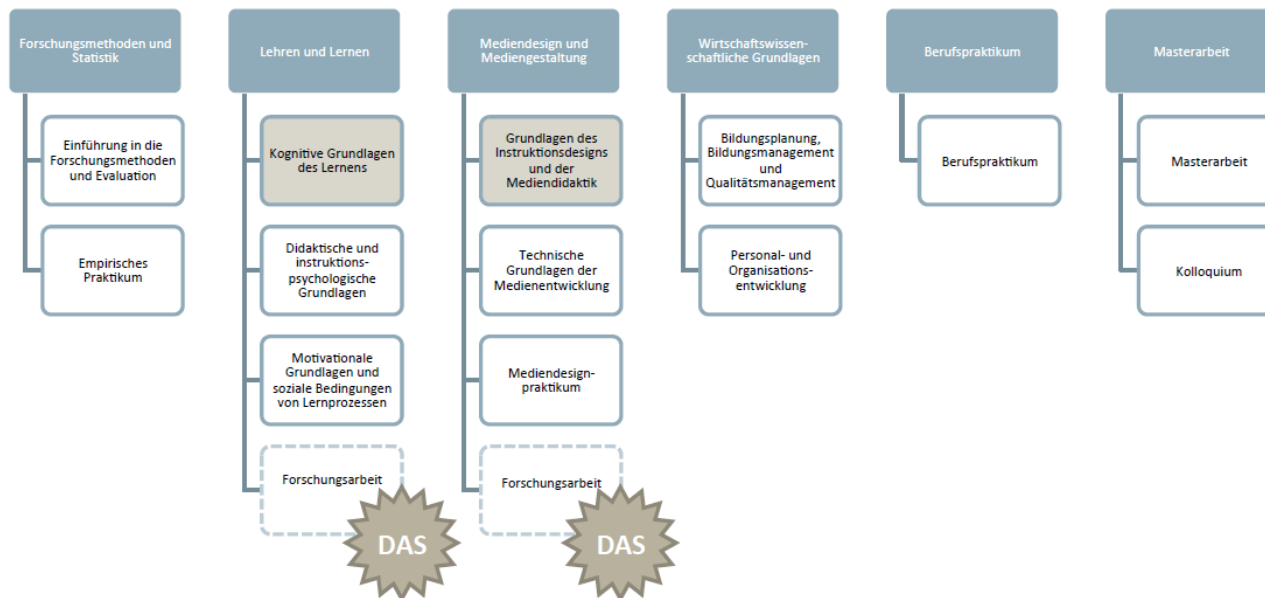 Forschungsmethoden und
Statistik
Lehren und Lernen
Mediendesign und
Mediengestaltung
Wirtschaftswissen-
schaftliche Grundlagen
Berufspraktikum
Masterarbeit
Einführung in die
Forschungsmethoden
und Evaluation
Kognitive Grundlagen
des Lernens
Grundlagen des
Instruktionsdesigns
und der
Mediendidaktik
Bildungsplanung,
Bildungsmanagement
und
Qualitätsmanagement
Berufspraktikum
Masterarbeit
Empirisches
Praktikum
Didaktische und
instruktions-
psychologische
Grundlagen
Technische
Grundlagen der
Medienentwicklung
Personal- und
Organisations-
entwicklung
Kolloquium
Motivationale
Grundlagen und
soziale Bedingungen
von Lernprozessen
Mediendesign-
praktikum
Forschungsarbeit
Forschungsarbeit
DAS
DAS